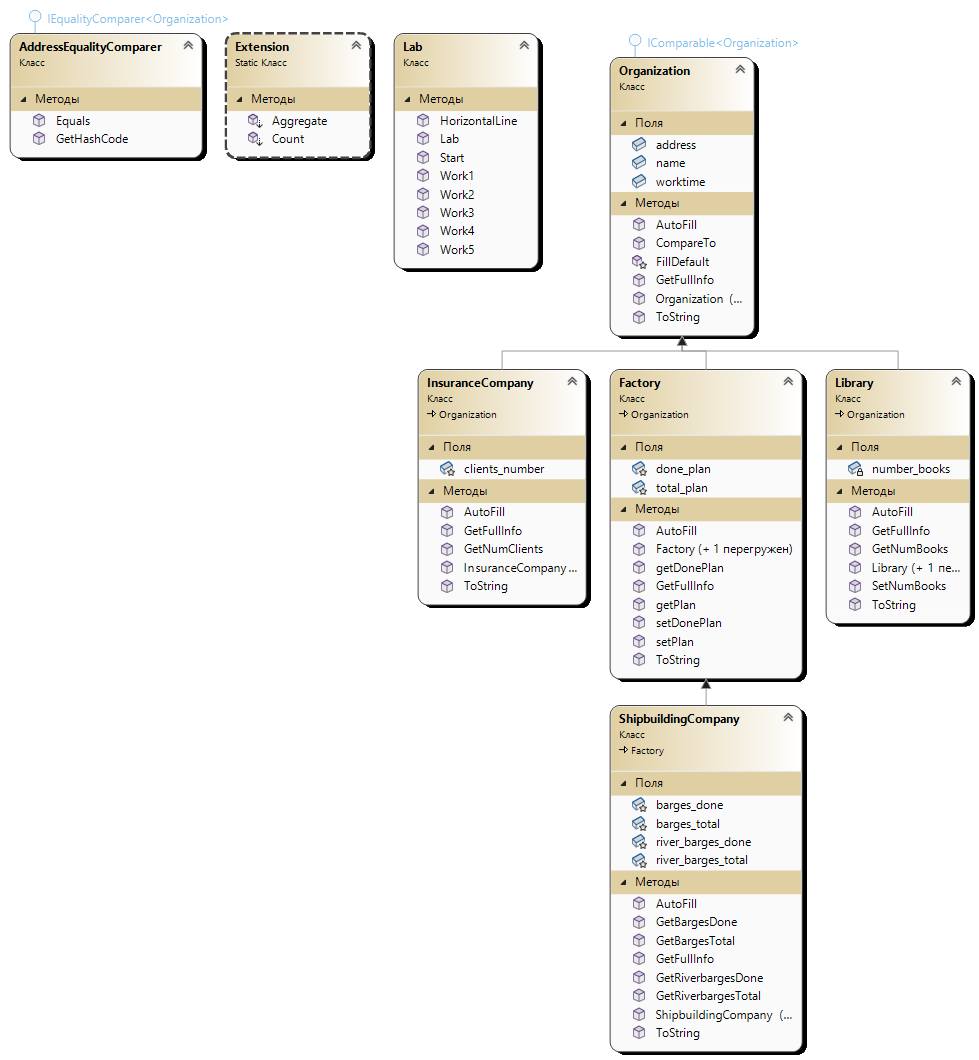 IEqualityComparer<Organization>
AddressEqualityComparer
Класс
Методы
Equals
GetHashCode
Extension
Static Класс
Методы
Aggregate
Count
Lab
Класс
Методы
HorizontalLine
Lab
Start
Work1
Work2
Work3
Work4
Work5
IComparable<Organization>
Organization
Класс
Поля
address
name
worktime
Методы
AutoFill
CompareTo
FillDefault
GetFullInfo
Organization (...
ToString
InsuranceCompany
Класс
Organization
Поля
clients_number
Методы
AutoFill
GetFullInfo
GetNumClients
InsuranceCompany ...
ToString
Factory
Класс
Organization
Поля
done_plan
total_plan
Методы
AutoFill
Factory (+ 1 перегружен)
getDonePlan
GetFullInfo
getPlan
setDonePlan
setPlan
ToString
Library
Класс
Organization
Поля
number_books
Методы
AutoFill
GetFullInfo
GetNumBooks
Library (+ 1 пе...
SetNumBooks
ToString
ShipbuildingCompany
Класс
Factory
Поля
barges_done
barges_total
river_barges_done
river_barges_total
Методы
AutoFill
GetBargesDone
GetBargesTotal
GetFullInfo
GetRiverbargesDone
GetRiverbargesTotal
ShipbuildingCompany (...
ToString